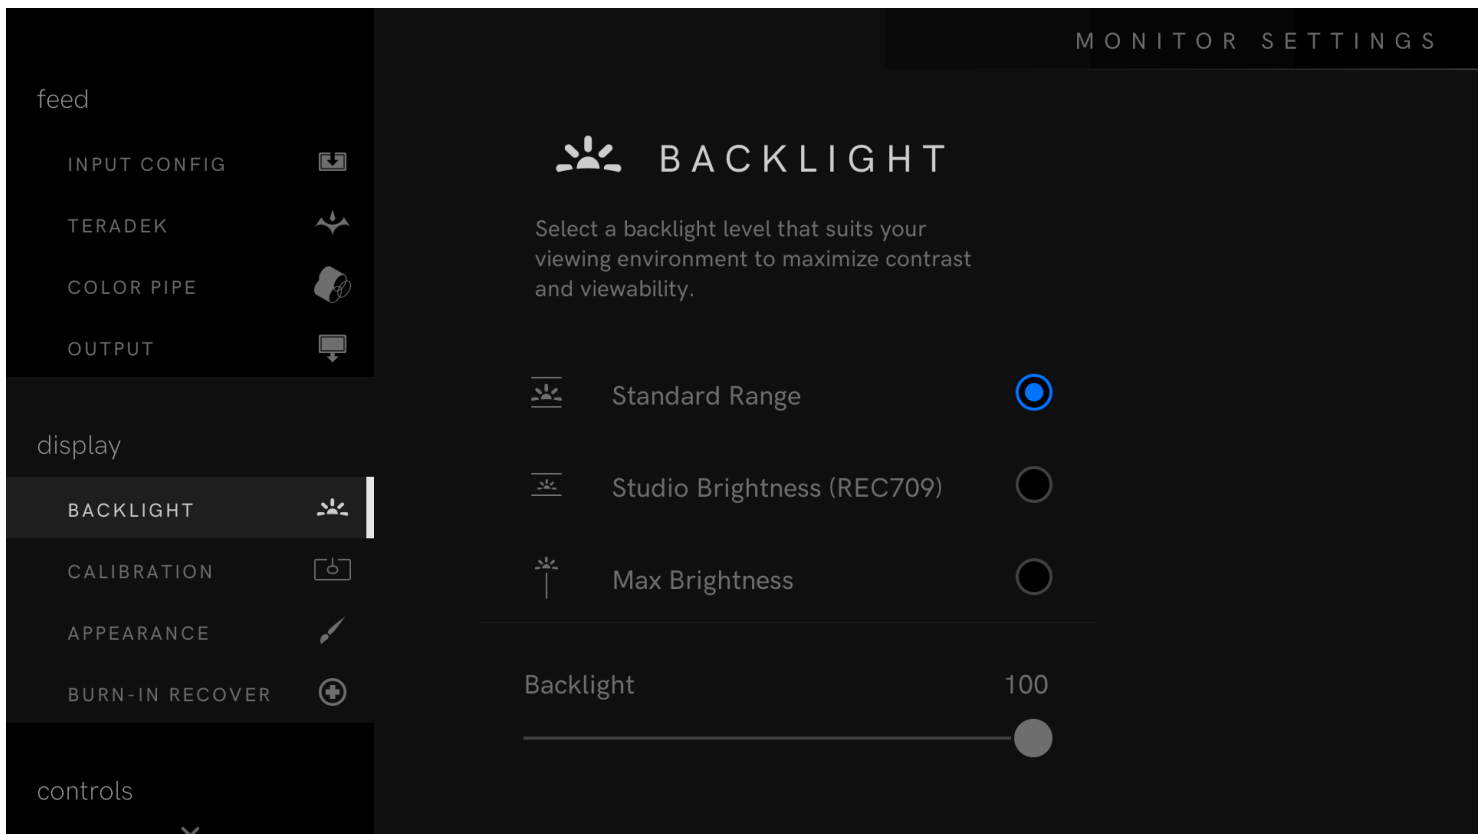 MONITOR SETTINGS
feed
INPUT CONFIG
TERADEK
COLOR PIPE
OUTPUT
display
BACKLIGHT
CALIBRATION
APPEARANCE
BURN-IN RECOVER
controls
BACKLIGHT
Select a backlight level that suits your
viewing environment to maximize contrast
and viewability.
Standard Range
Studio Brightness (REC709)
Max Brightness
Backlight 100